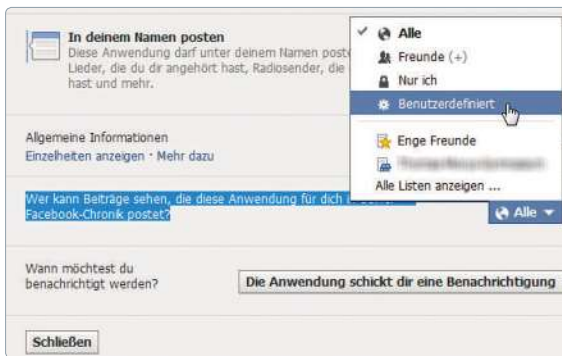 In deinem Namen posten
Diese Anwendung darf unter deinem Namen
Lieder, die du dir angehört hast, Radiosender, die
hast und mehr.
Alle
Freunde (+)
Nur ich
Benutzerdefiniert
Enge Freunde
Alle Listen anzeigen ...
Allgemeine Informationen
Einzelheiten anzeigen · Mehr dazu
Wer kann Beiträge sehen, die diese Anwendung für dich
Facebook-Chronik postet?
Alle
Wann möchtest du
benachrichtigt werden?
Die Anwendung schickt dir eine Benachrichtigung
Schließen